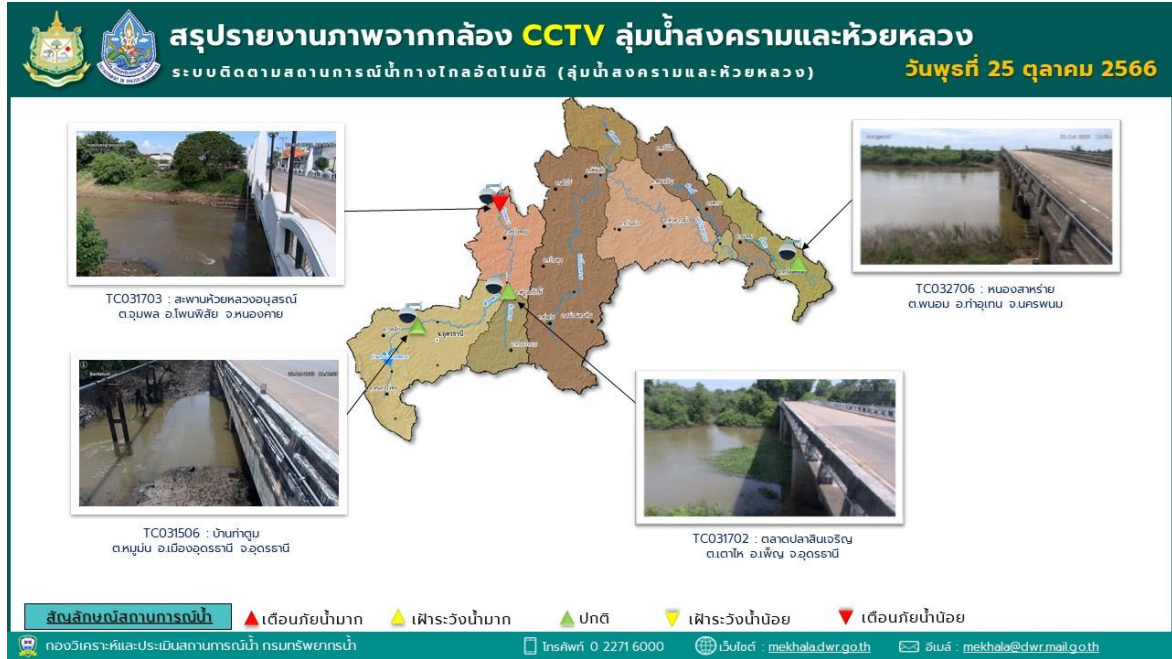 สรุปรายงานภาพจากกล้อง CCTV ลุ่มน้ำสงครามและห้วยหลวง
ระบบติดตามสถานการณ์น้ำทางไกลอัตโนมัติ (ลุ่มน้ำสงครามและห้วยหลวง)
วันพุธที่ 25 ตุลาคม 2566
TC031703 : สะพานห้วยหลวงอนุสรณ์
ต.จุมพล อ.โพนพิสัย จ.หนองคาย
TC032706 : หนองสาหร่าย
ต.พนอม อ.ท่าอุเทน จ.นครพนม
จ.อุดรธานี
TC031506 : บ้านท่าตูม
ต.หมูม่น อ.เมืองอุดรธานี จ.อุดรธานี
TC031702 : ตลาดปลาสินเจริญ
ต.เตาไห อ.เพ็ญ จ.อุดรธานี
สัญลักษณ์สถานการณ์น้ำ
เตือนภัยน้ำมาก
เฝ้าระวังน้ำมาก
ปกติ
เฝ้าระวังน้ำน้อย
เตือนภัยน้ำน้อย
กองวิเคราะห์และประเมินสถานการณ์น้ำ กรมทรัพยากรน้ำ
โทรศัพท์ 0 2271 6000
เว็บไซต์ : mekhala.dwr.go.th
อีเมล์ : mekhala@dwr.mail.go.th